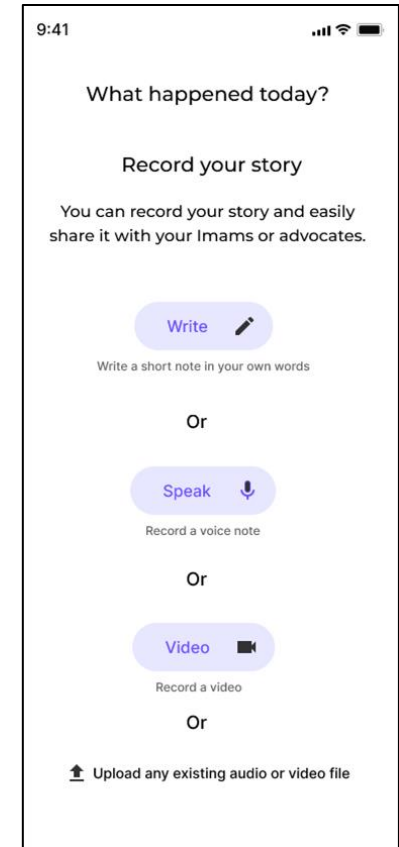 9:41
What happened today?
Record your story
You can record your story and easily
share it with your Imams or advocates.
Write
Write a short note in your own words
Or
Speak
Record a voice note
Or
Video
Record a video
Or
Upload any existing audio or video file